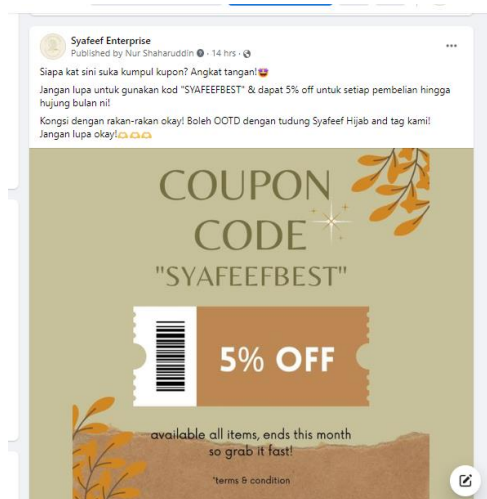 Syafeef Enterprise
Published by Nur Shaharuddin · 14 hrs ·
Siapa kat sini suka kumpul kupon? Angkat tangan!🤩
Jangan lupa untuk gunakan kod "SYAFEEFBEST" & dapat 5% off untuk setiap pembelian hingga
hujung bulan ni!
Kongsi dengan rakan-rakan okay! Boleh OOTD dengan tudung Syafeef Hijab and tag kami!
Jangan lupa okay!🫶🫶🫶
COUPON
CODE
"SYAFEEFBEST"
5% OFF
available all items, ends this month
so grab it fast!
*terms & condition